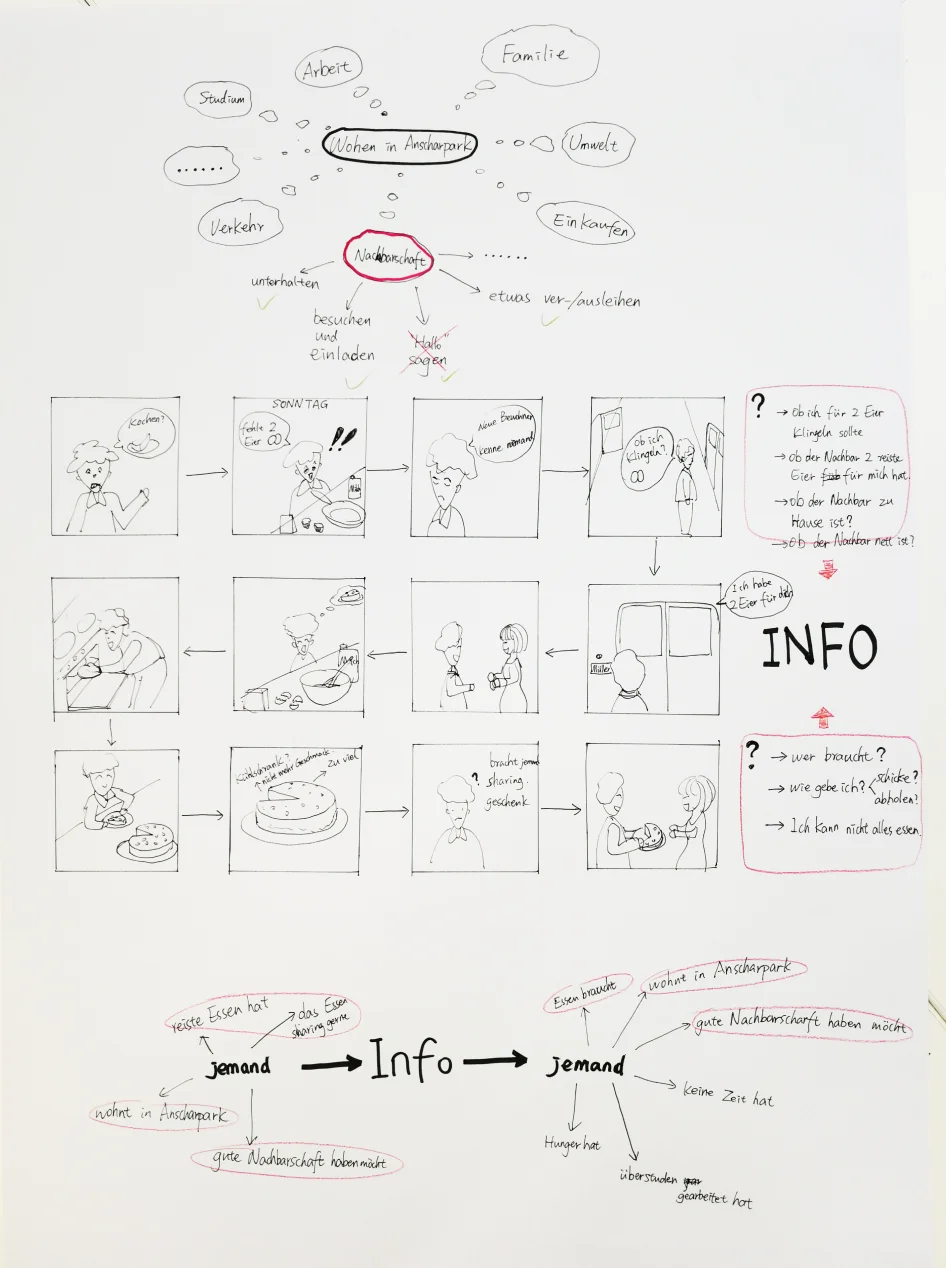 Familie
Arbeit
Studium
Wohen in Anscharpark
Umwelt
......
Verkehr
Einkaufen
Nachbarschaft
......
unterhalten
etwas ver-/ausleihen
besuchen
und
einladen
"Hallo"
sagen
Kochen?
SONNTAG
fehlt 2
Eier
!!
Milch
Neue Bewohner
kenne niemand
Ob ich
Klingeln?
?
→ Ob ich für 2 Eier
Klingeln sollte
→ ob der Nachbar 2 reiste
Eier für mich hat.
→ ob der Nachbar zu
Hause ist?
→ Ob der Nachbar nett ist?
Ich habe
2 Eier für dich
Müller
Milch
INFO
Kühlschrank?
nicht mehr Geschmack
zu viel
?
bracht jemand
sharing.
geschenk
?
→ wer braucht?
→ wie gebe ich?
schicke?
abholen?
→ Ich kann nicht alles essen.
reiste Essen hat
das Essen
sharing gerne
jemand
wohnt in Anscharpark
gute Nachbarschaft haben möcht
Info
Essen braucht
wohnt in Anscharpark
gute Nachbarscharft haben möcht
jemand
keine Zeit hat
Hunger hat
überstuden
gearbeitet hat